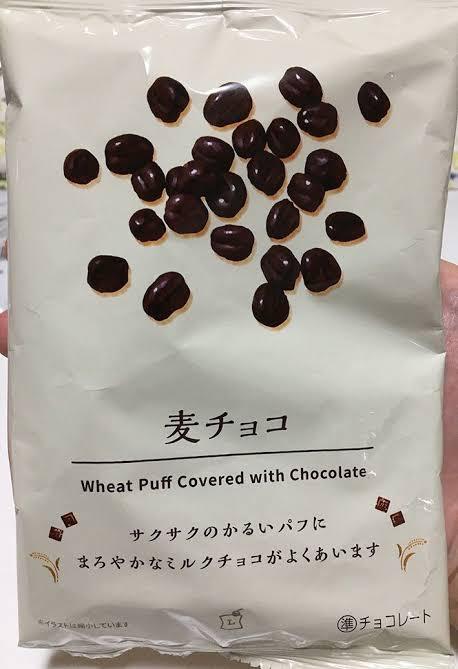 麦チョコ
Wheat Puff Covered with Chocolate
サクサクのかるいパフに
まろやかなミルクチョコがよくあいます
※イラストは縮小しています
L
準チョコレート